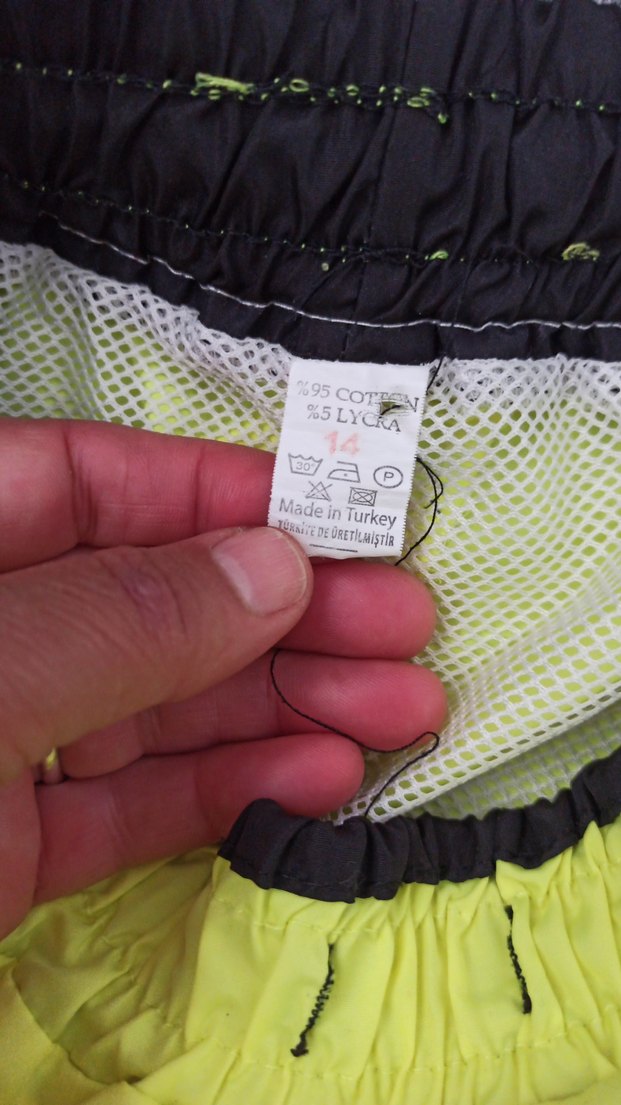 %95 COTTON
%5 LYCRA
14
30°
P
Made in Turkey
TÜRKİYE DE ÜRETİLMİŞTİR